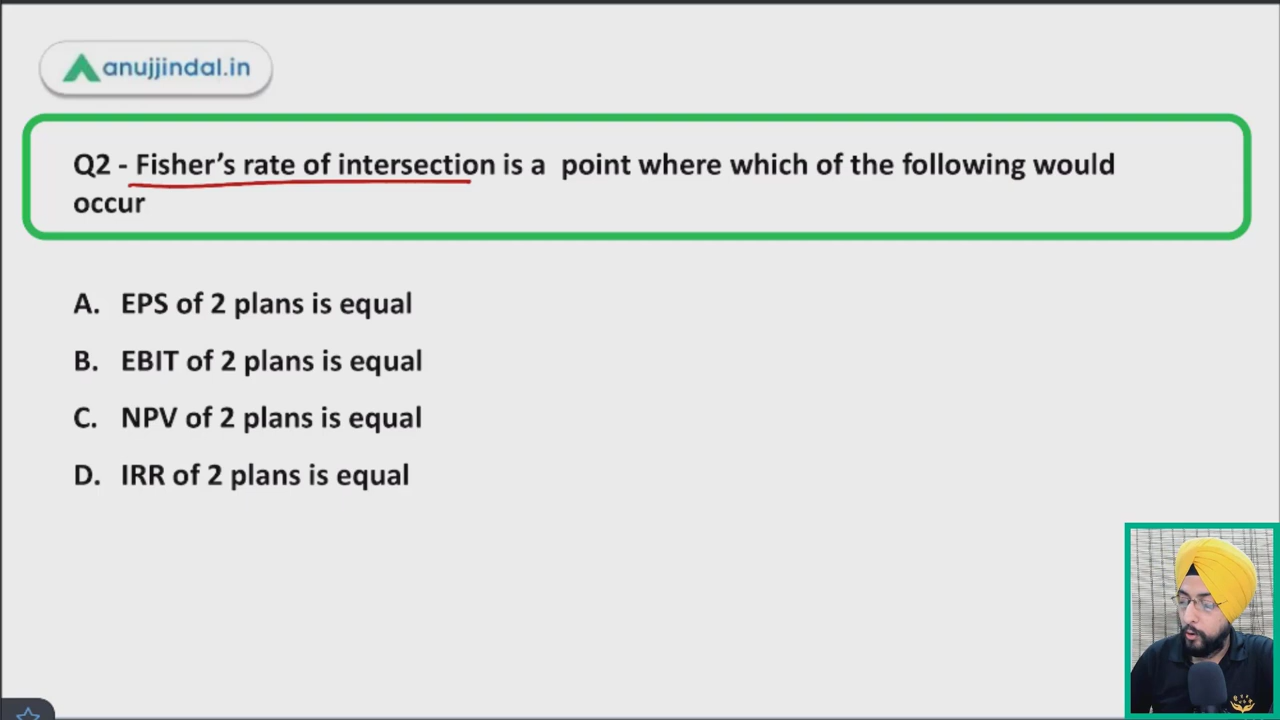 anujjindal.in
Q2 - Fisher's rate of intersection is a  point where which of the following would
occur
A. EPS of 2 plans is equal
B. EBIT of 2 plans is equal
C. NPV of 2 plans is equal
D. IRR of 2 plans is equal